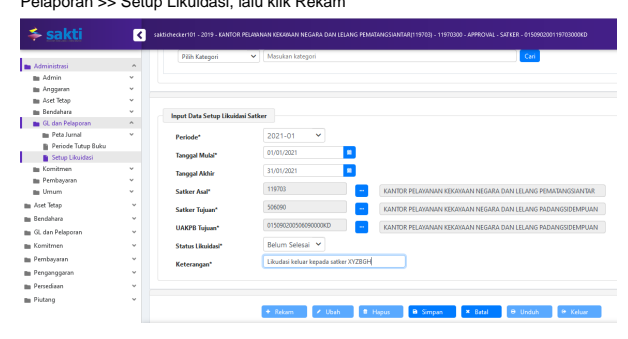 Pelaporan >> Setup Likuidasi, lalu klik Rekam
sakti
saktichecker101 - 2019 - KANTOR PELAYANAN KEKAYAAN NEGARA DAN LELANG PEMATANGSIANTAR(119703) - 11970300 - APPROVAL - SATKER - 015090200119703000KD
Pilih Kategori
Masukan kategori
Cari
Administrasi
Admin
Anggaran
Aset Tetap
Bendahara
GL dan Pelaporan
Peta Jurnal
Periode Tutup Buku
Setup Likuidasi
Komitmen
Pembayaran
Umum
Aset Tetap
Bendahara
GL dan Pelaporan
Komitmen
Pembayaran
Penganggaran
Persediaan
Piutang
Input Data Setup Likuidasi Satker
Periode* 2021-01
Tanggal Mulai* 01/01/2021
Tanggal Akhir 31/01/2021
Satker Asal* 119703 ... KANTOR PELAYANAN KEKAYAAN NEGARA DAN LELANG PEMATANGSIANTAR
Satker Tujuan* 506090 ... KANTOR PELAYANAN KEKAYAAN NEGARA DAN LELANG PADANGSIDEMPUAN
UAKPB Tujuan* 015090200506090000KD ... KANTOR PELAYANAN KEKAYAAN NEGARA DAN LELANG PADANGSIDEMPUAN
Status Likuidasi* Belum Selesai
Keterangan* Likudasi keluar kepada satker XYZBGH
+ Rekam Ubah Hapus Simpan Batal Unduh Keluar